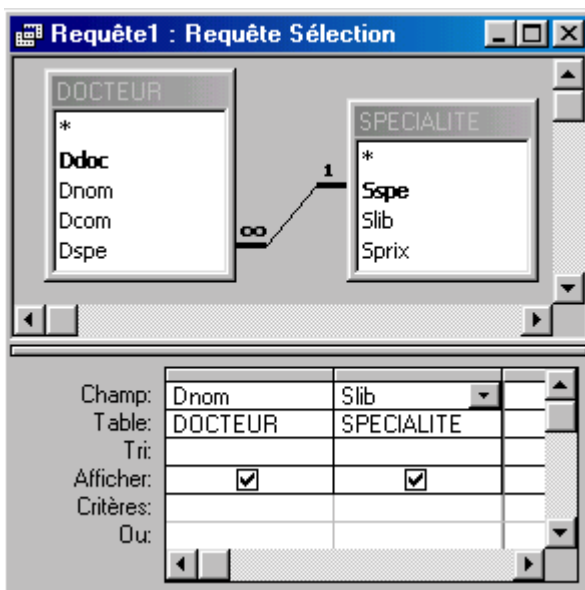 Requête1 : Requête Sélection
DOCTEUR
*
Ddoc
Dnom
Dcom
Dspe
∞
1
SPECIALITE
*
Sspe
Slib
Sprix
Champ: Dnom Slib
Table: DOCTEUR SPECIALITE
Tri:
Afficher:
Critères:
Ou: